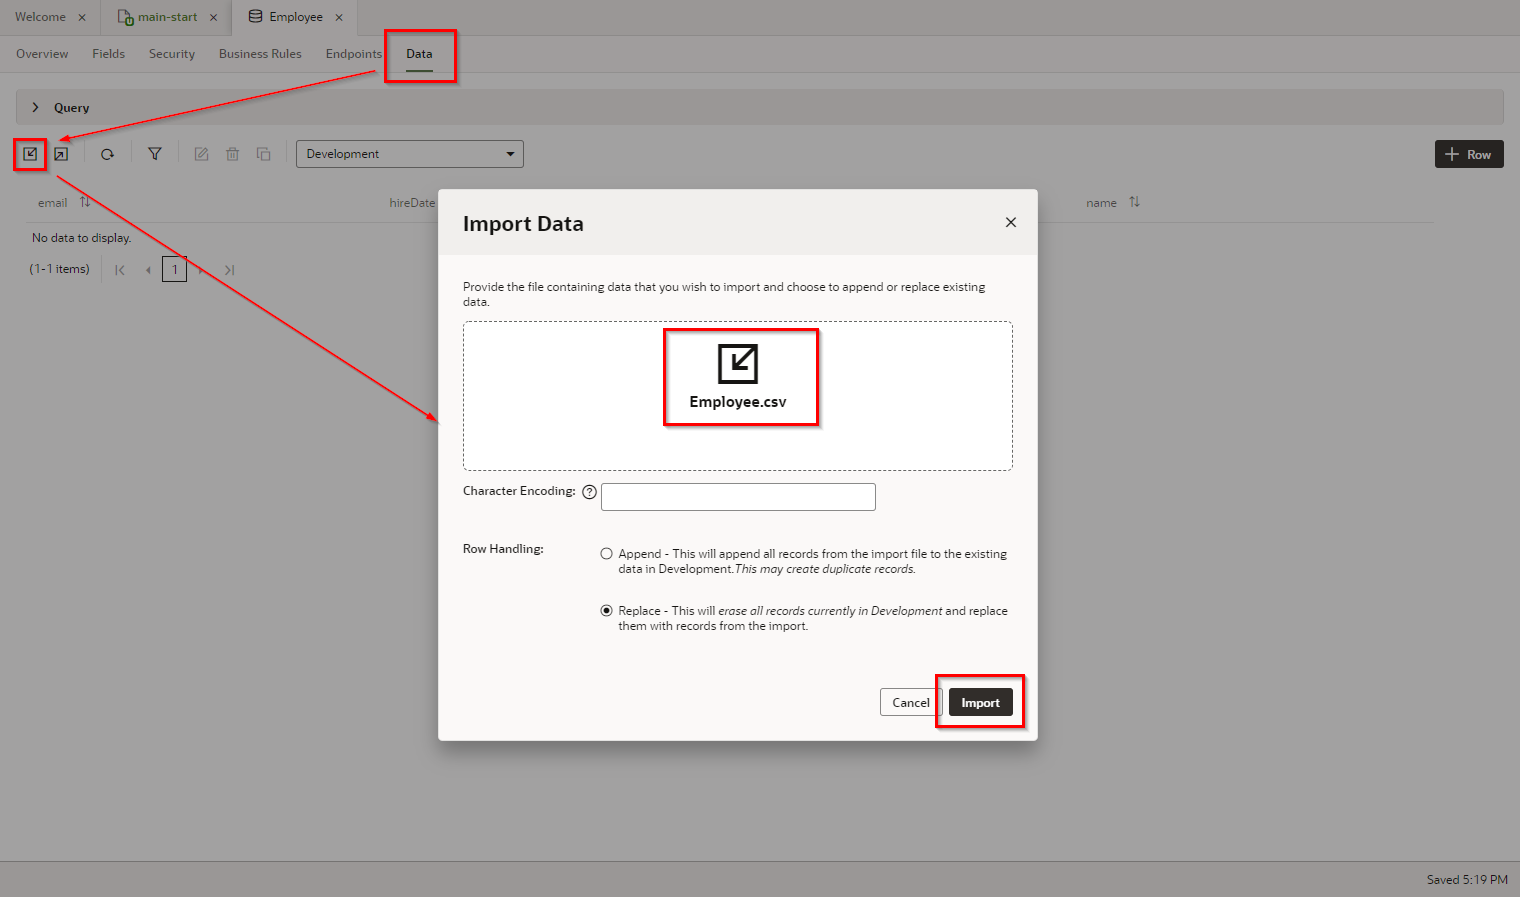 Welcome
main-start
Employee
Overview
Fields
Security
Business Rules
Endpoints
Data
Query
Development
Row
email
hireDate
name
No data to display.
(1-1 items)
1
Import Data
Provide the file containing data that you wish to import and choose to append or replace existing
data.
Employee.csv
Character Encoding:
Row Handling:
Append - This will append all records from the import file to the existing
data in Development.This may create duplicate records.
Replace - This will erase all records currently in Development and replace
them with records from the import.
Cancel
Import
Saved 5:19 PM